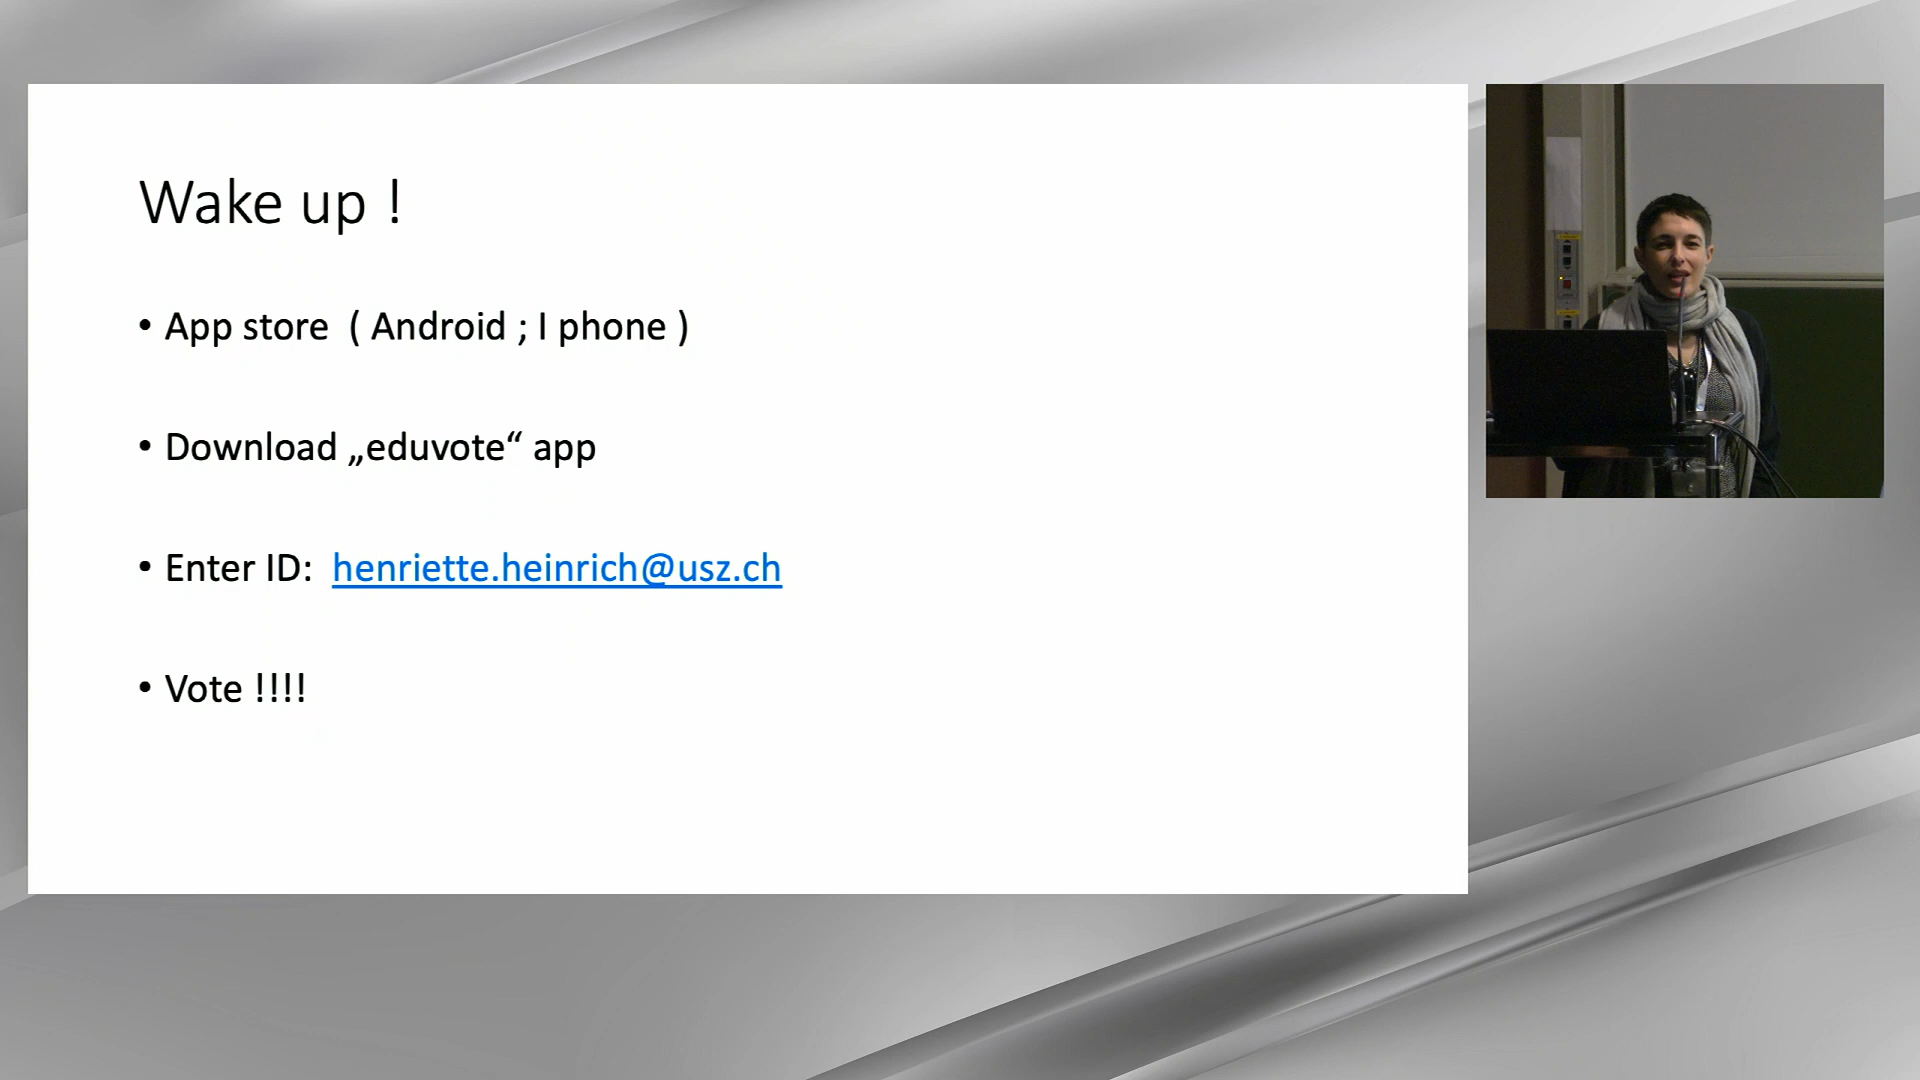 Wake up !
• App store ( Android ; I phone )
• Download „eduvote“ app
• Enter ID: henriette.heinrich@usz.ch
• Vote !!!!